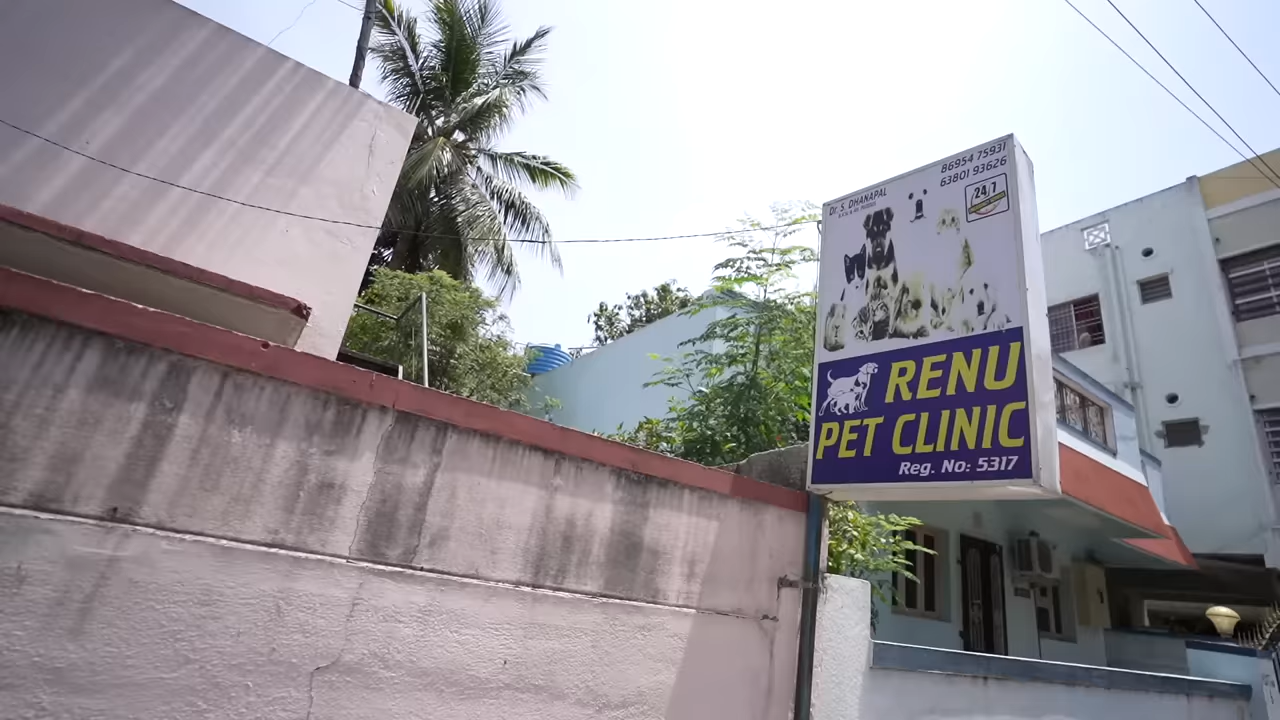 86954 75931
63801 93626
Dr. S. DHANAPAL
24/7
RENU
PET CLINIC
Reg. No: 5317